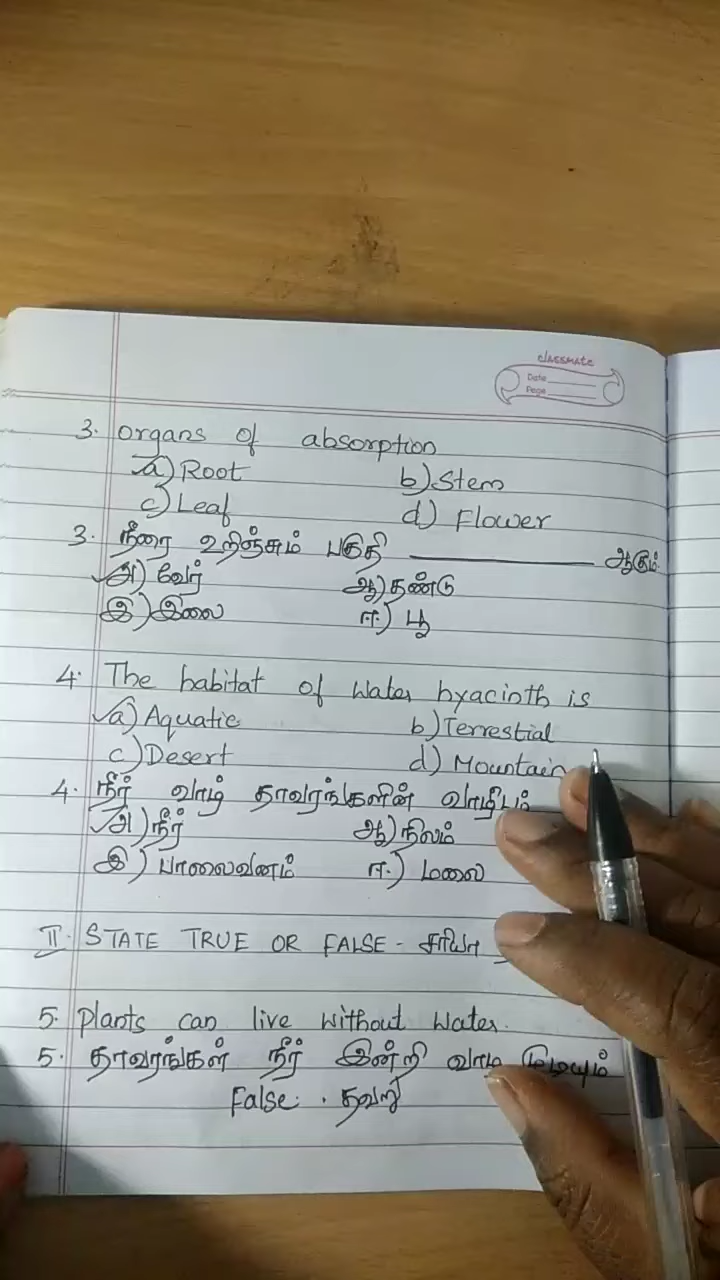 classmate
Date
Page
3. Organs of absorption
a) Root b) Stem
c) Leaf d) Flower
3. நீரை உறிஞ்சும் பகுதி ________ ஆகும்.
அ) வேர் ஆ) தண்டு
இ) இலை ஈ) பூ
4. The habitat of water hyacinth is
a) Aquatic b) Terrestial
c) Desert d) Mountain
4. நீர் வாழ் தாவரங்களின் வாழிடம்
அ) நீர் ஆ) நிலம்
இ) பாலைவனம் ஈ) மலை
II. STATE TRUE OR FALSE - சரியா
5. Plants can live without water.
5. தாவரங்கள் நீர் இன்றி வாழ முடியும்
False. தவறு